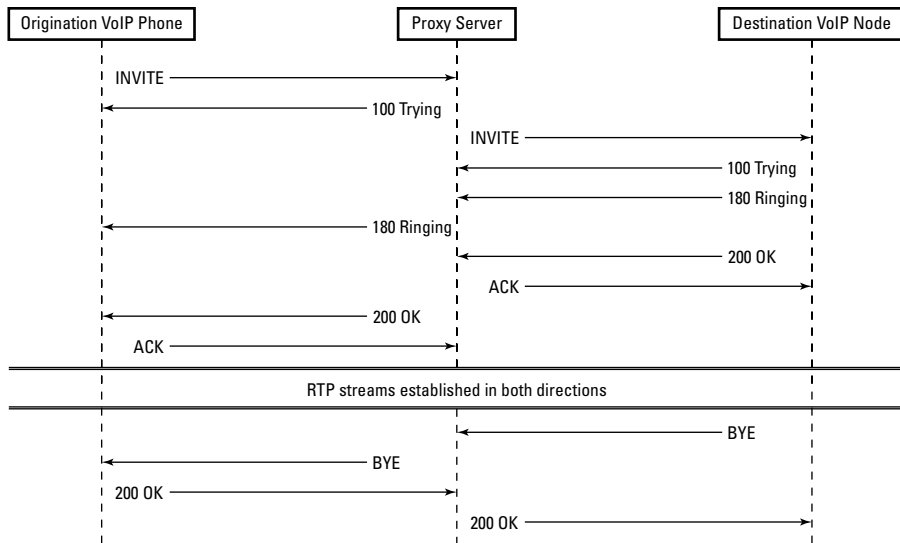 Origination VoIP Phone
Proxy Server
Destination VoIP Node
INVITE
100 Trying
INVITE
100 Trying
180 Ringing
180 Ringing
200 OK
ACK
200 OK
ACK
RTP streams established in both directions
BYE
BYE
200 OK
200 OK